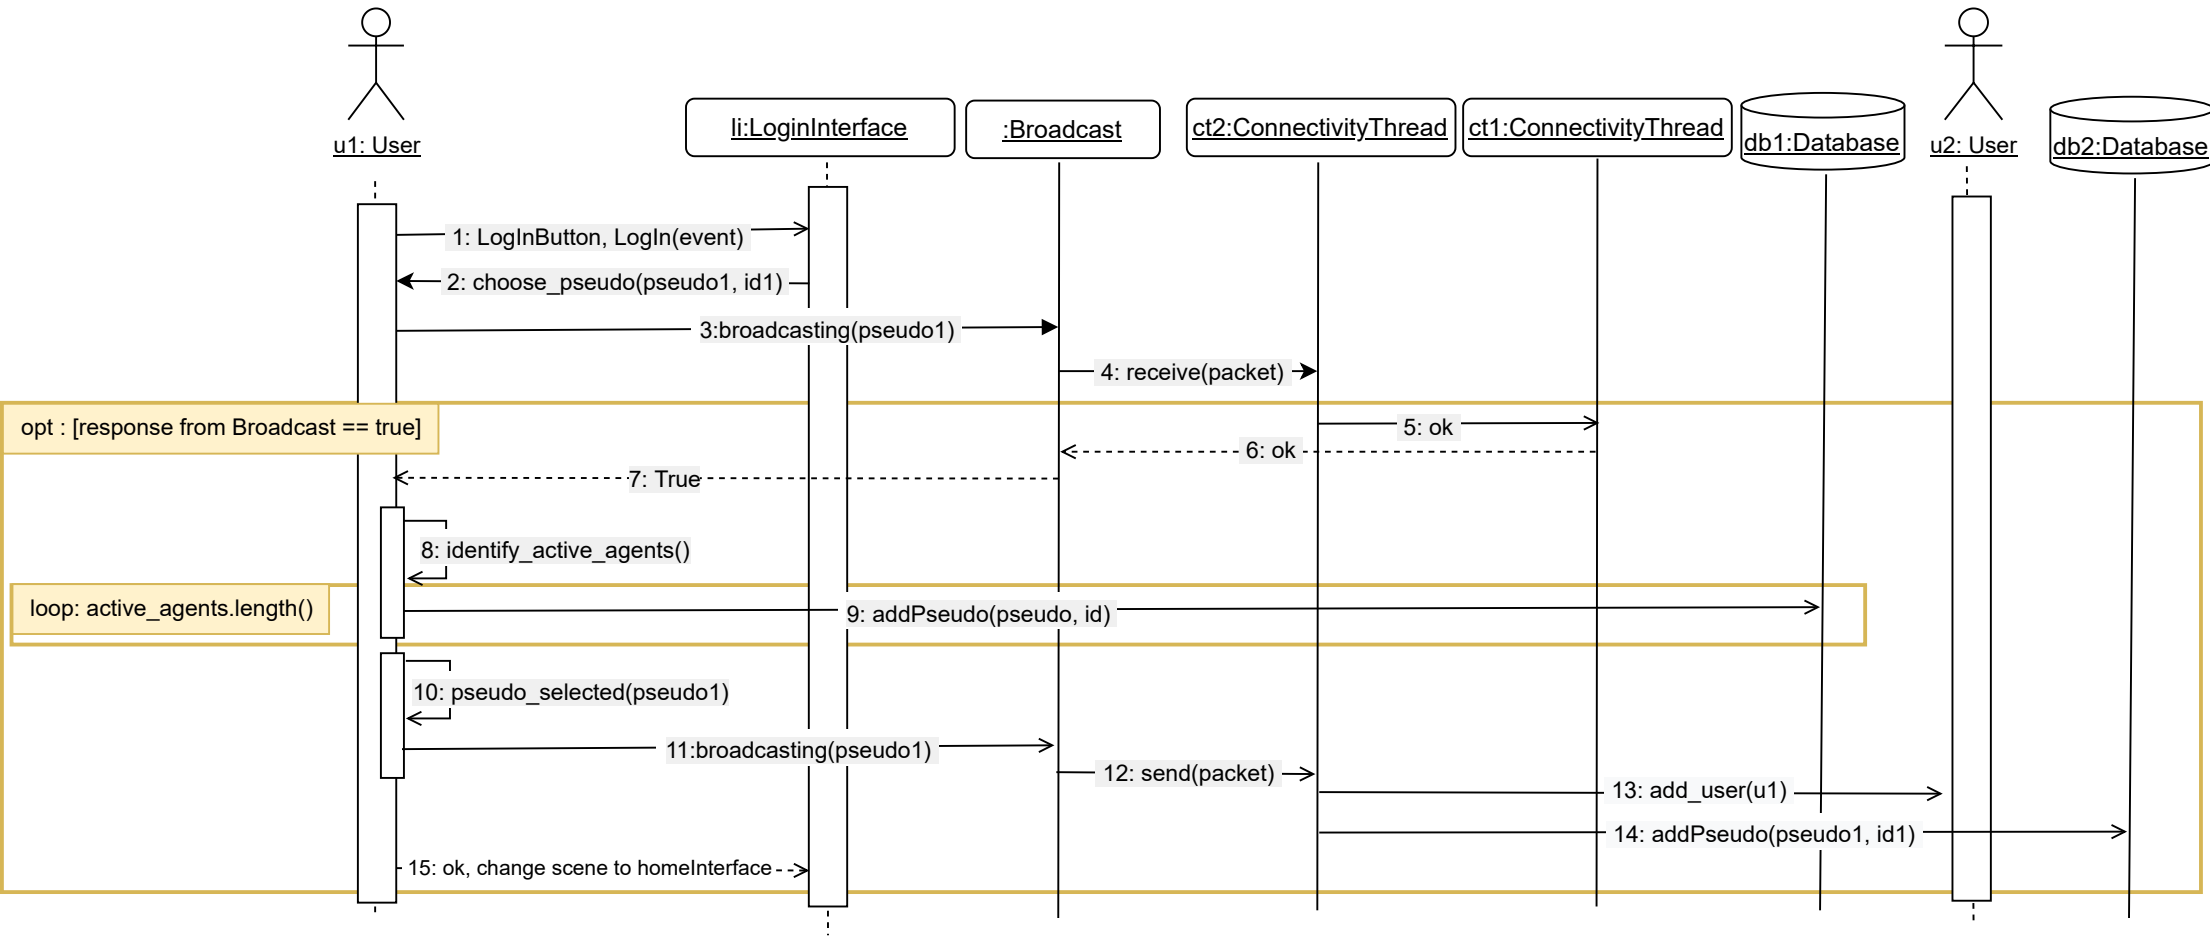 u1: User
li:LoginInterface
:Broadcast
ct2:ConnectivityThread
ct1:ConnectivityThread
db1:Database
u2: User
db2:Database
1: LogInButton, LogIn(event)
2: choose_pseudo(pseudo1, id1)
3:broadcasting(pseudo1)
4: receive(packet)
opt : [response from Broadcast == true]
5: ok
6: ok
7: True
8: identify_active_agents()
loop: active_agents.length()
9: addPseudo(pseudo, id)
10: pseudo_selected(pseudo1)
11:broadcasting(pseudo1)
12: send(packet)
13: add_user(u1)
14: addPseudo(pseudo1, id1)
15: ok, change scene to homeInterface